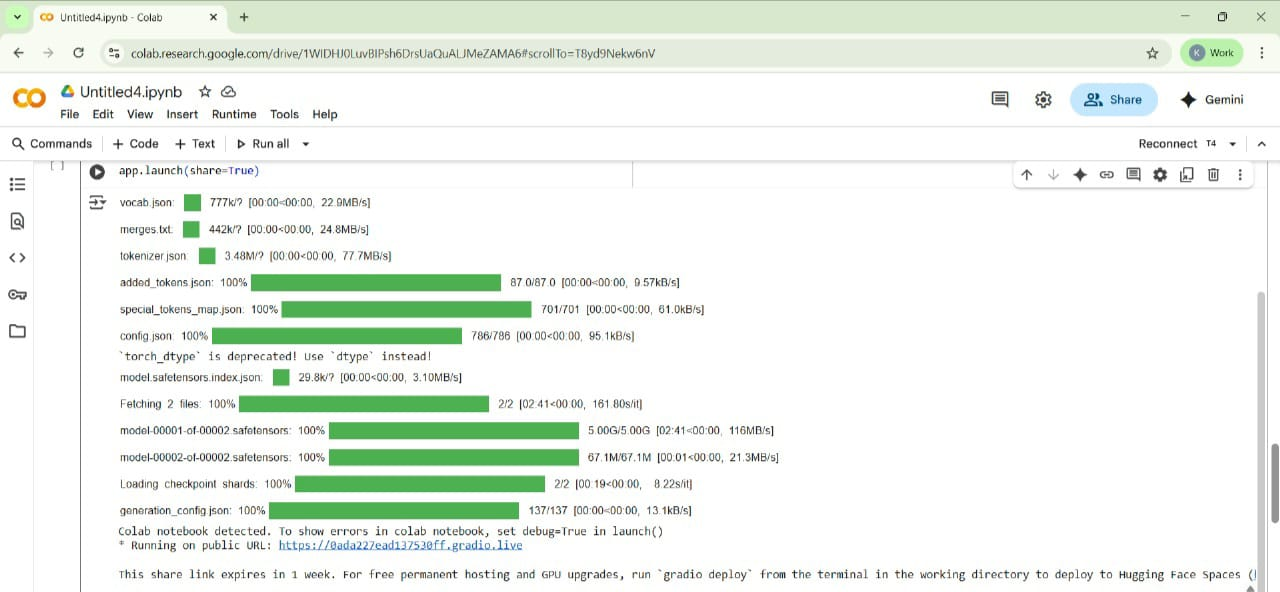 Untitled4.ipynb - Colab
colab.research.google.com/drive/1WIDHJ0LuvBIPsh6DrsUaQuALJMeZAMA6#scrollTo=T8yd9Nekw6nV
K Work
Untitled4.ipynb
File Edit View Insert Runtime Tools Help
Share
Gemini
Commands + Code + Text Run all
Reconnect T4
[ ] app.launch(share=True)
vocab.json: 777k/? [00:00<00:00, 22.9MB/s]
merges.txt: 442k/? [00:00<00:00, 24.8MB/s]
tokenizer.json: 3.48M/? [00:00<00:00, 77.7MB/s]
added_tokens.json: 100% 87.0/87.0 [00:00<00:00, 9.57kB/s]
special_tokens_map.json: 100% 701/701 [00:00<00:00, 61.0kB/s]
config.json: 100% 786/786 [00:00<00:00, 95.1kB/s]
`torch_dtype` is deprecated! Use `dtype` instead!
model.safetensors.index.json: 29.8k/? [00:00<00:00, 3.10MB/s]
Fetching 2 files: 100% 2/2 [02:41<00:00, 161.80s/it]
model-00001-of-00002.safetensors: 100% 5.00G/5.00G [02:41<00:00, 116MB/s]
model-00002-of-00002.safetensors: 100% 67.1M/67.1M [00:01<00:00, 21.3MB/s]
Loading checkpoint shards: 100% 2/2 [00:19<00:00, 8.22s/it]
generation_config.json: 100% 137/137 [00:00<00:00, 13.1kB/s]
Colab notebook detected. To show errors in colab notebook, set debug=True in launch()
* Running on public URL: https://0ada227ead137530ff.gradio.live
This share link expires in 1 week. For free permanent hosting and GPU upgrades, run `gradio deploy` from the terminal in the working directory to deploy to Hugging Face Spaces (